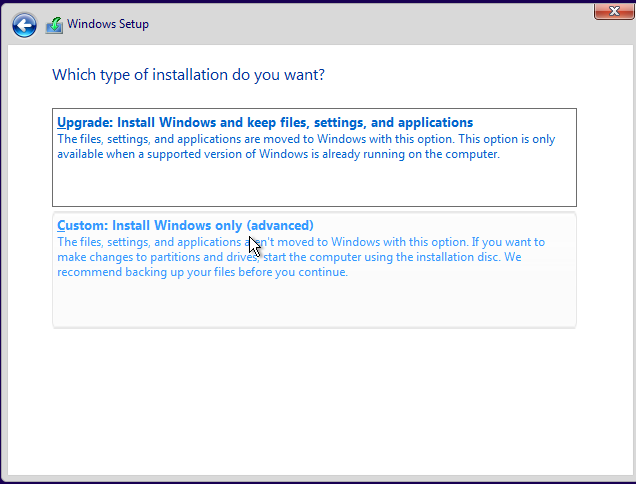 Windows Setup
Which type of installation do you want?
Upgrade: Install Windows and keep files, settings, and applications
The files, settings, and applications are moved to Windows with this option. This option is only
available when a supported version of Windows is already running on the computer.
Custom: Install Windows only (advanced)
The files, settings, and applications aren't moved to Windows with this option. If you want to
make changes to partitions and drives, start the computer using the installation disc. We
recommend backing up your files before you continue.